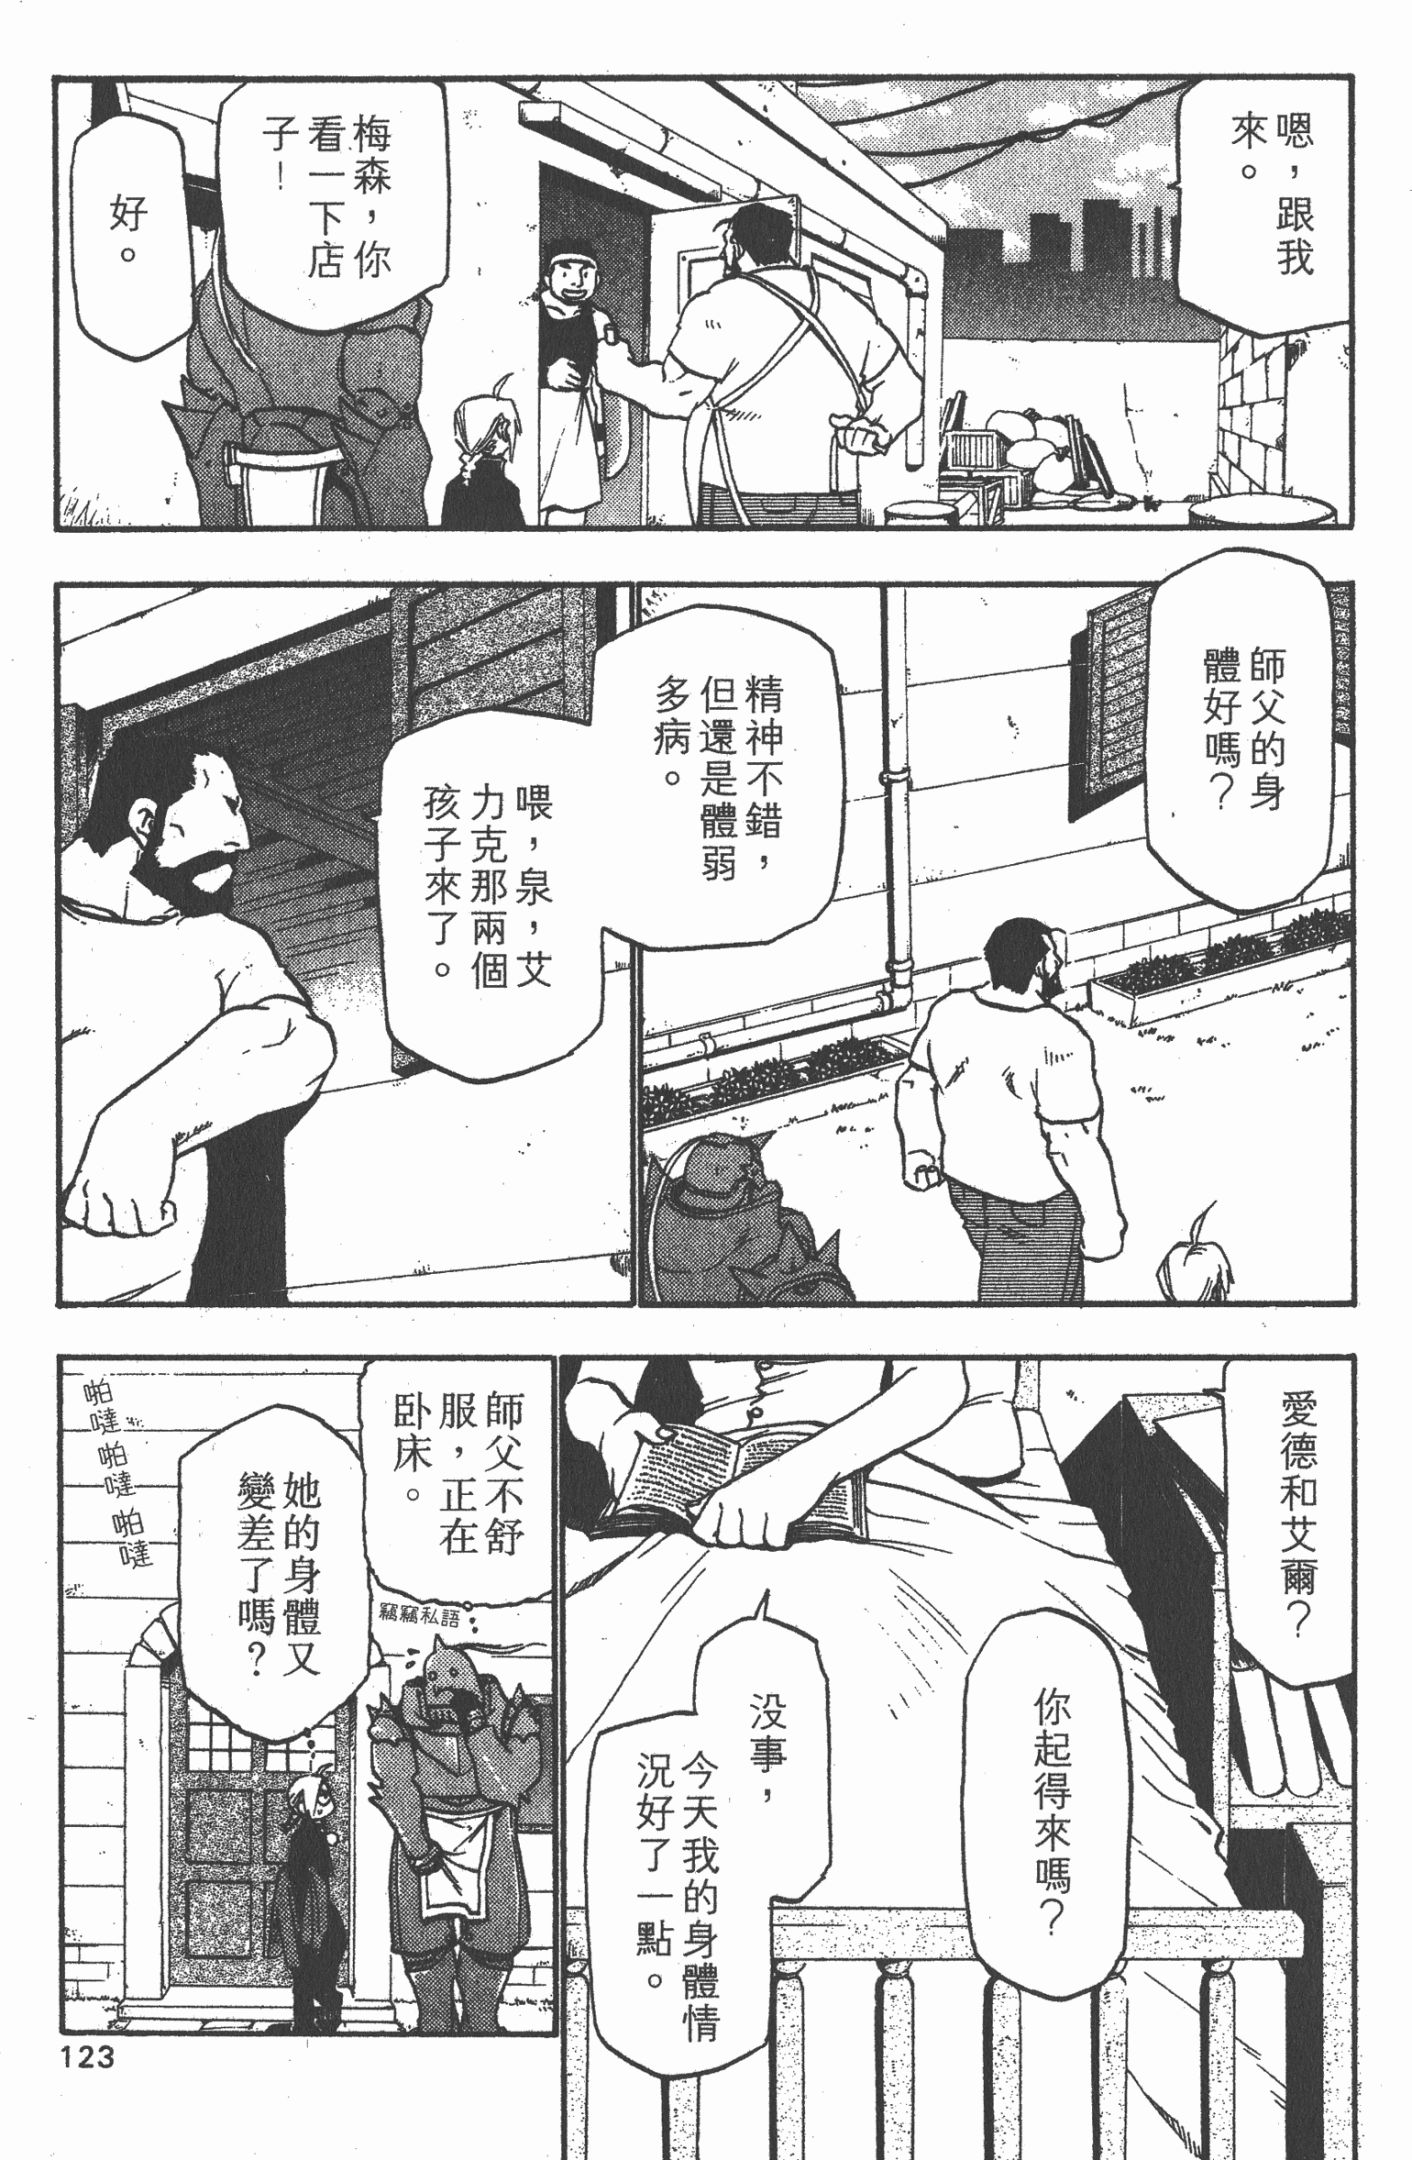 嗯，跟我
來。
梅森，你
看一下店
子！
好。
師父的身
體好嗎？
精神不錯，
但還是體弱
多病。
喂，泉，艾
力克那兩個
孩子來了。
愛德和艾爾？
你起得來嗎？
沒事，
今天我的身體情
況好了一點。
師父不舒
服，正在
卧床。
竊竊私語
她的身體又
變差了嗎？
啪噠啪噠啪噠
123